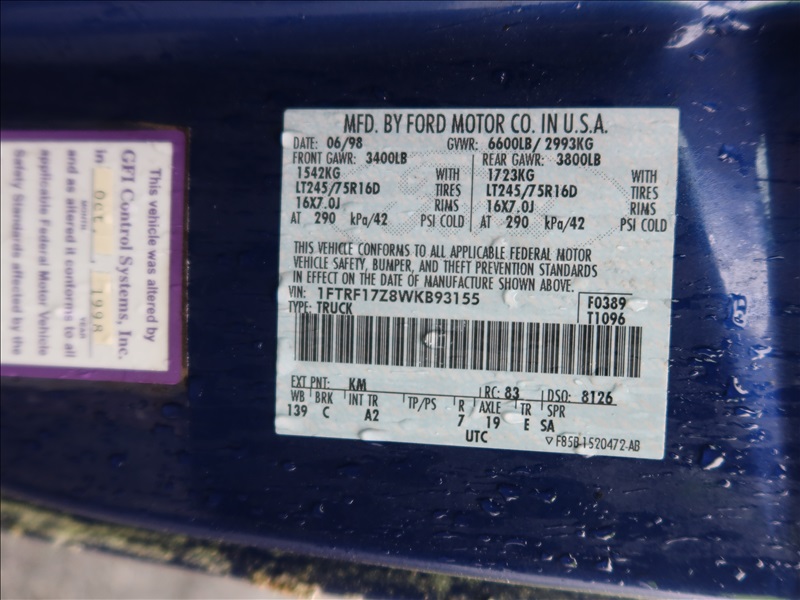 This vehicle was altered by
GFI Control Systems, Inc.
in Oct. , 1998
MONTH YEAR
and as altered it conforms to all
applicable Federal Motor Vehicle
Safety Standards affected by the
MFD. BY FORD MOTOR CO. IN U.S.A.
DATE: 06/98 GVWR: 6600LB/ 2993KG
FRONT GAWR: 3400LB REAR GAWR: 3800LB
1542KG WITH 1723KG WITH
LT245/75R16D TIRES LT245/75R16D TIRES
16X7.0J RIMS 16X7.0J RIMS
AT 290 kPa/42 PSI COLD AT 290 kPa/42 PSI COLD
THIS VEHICLE CONFORMS TO ALL APPLICABLE FEDERAL MOTOR
VEHICLE SAFETY, BUMPER, AND THEFT PREVENTION STANDARDS
IN EFFECT ON THE DATE OF MANUFACTURE SHOWN ABOVE.
VIN: 1FTRF17Z8WKB93155 F0389
TYPE: TRUCK T1096
EXT PNT: KM RC: 83 DSO: 8126
WB BRK INT TR TP/PS R AXLE TR SPR
139 C A2 7 19 E SA
UTC ▽F85B-1520472-AB